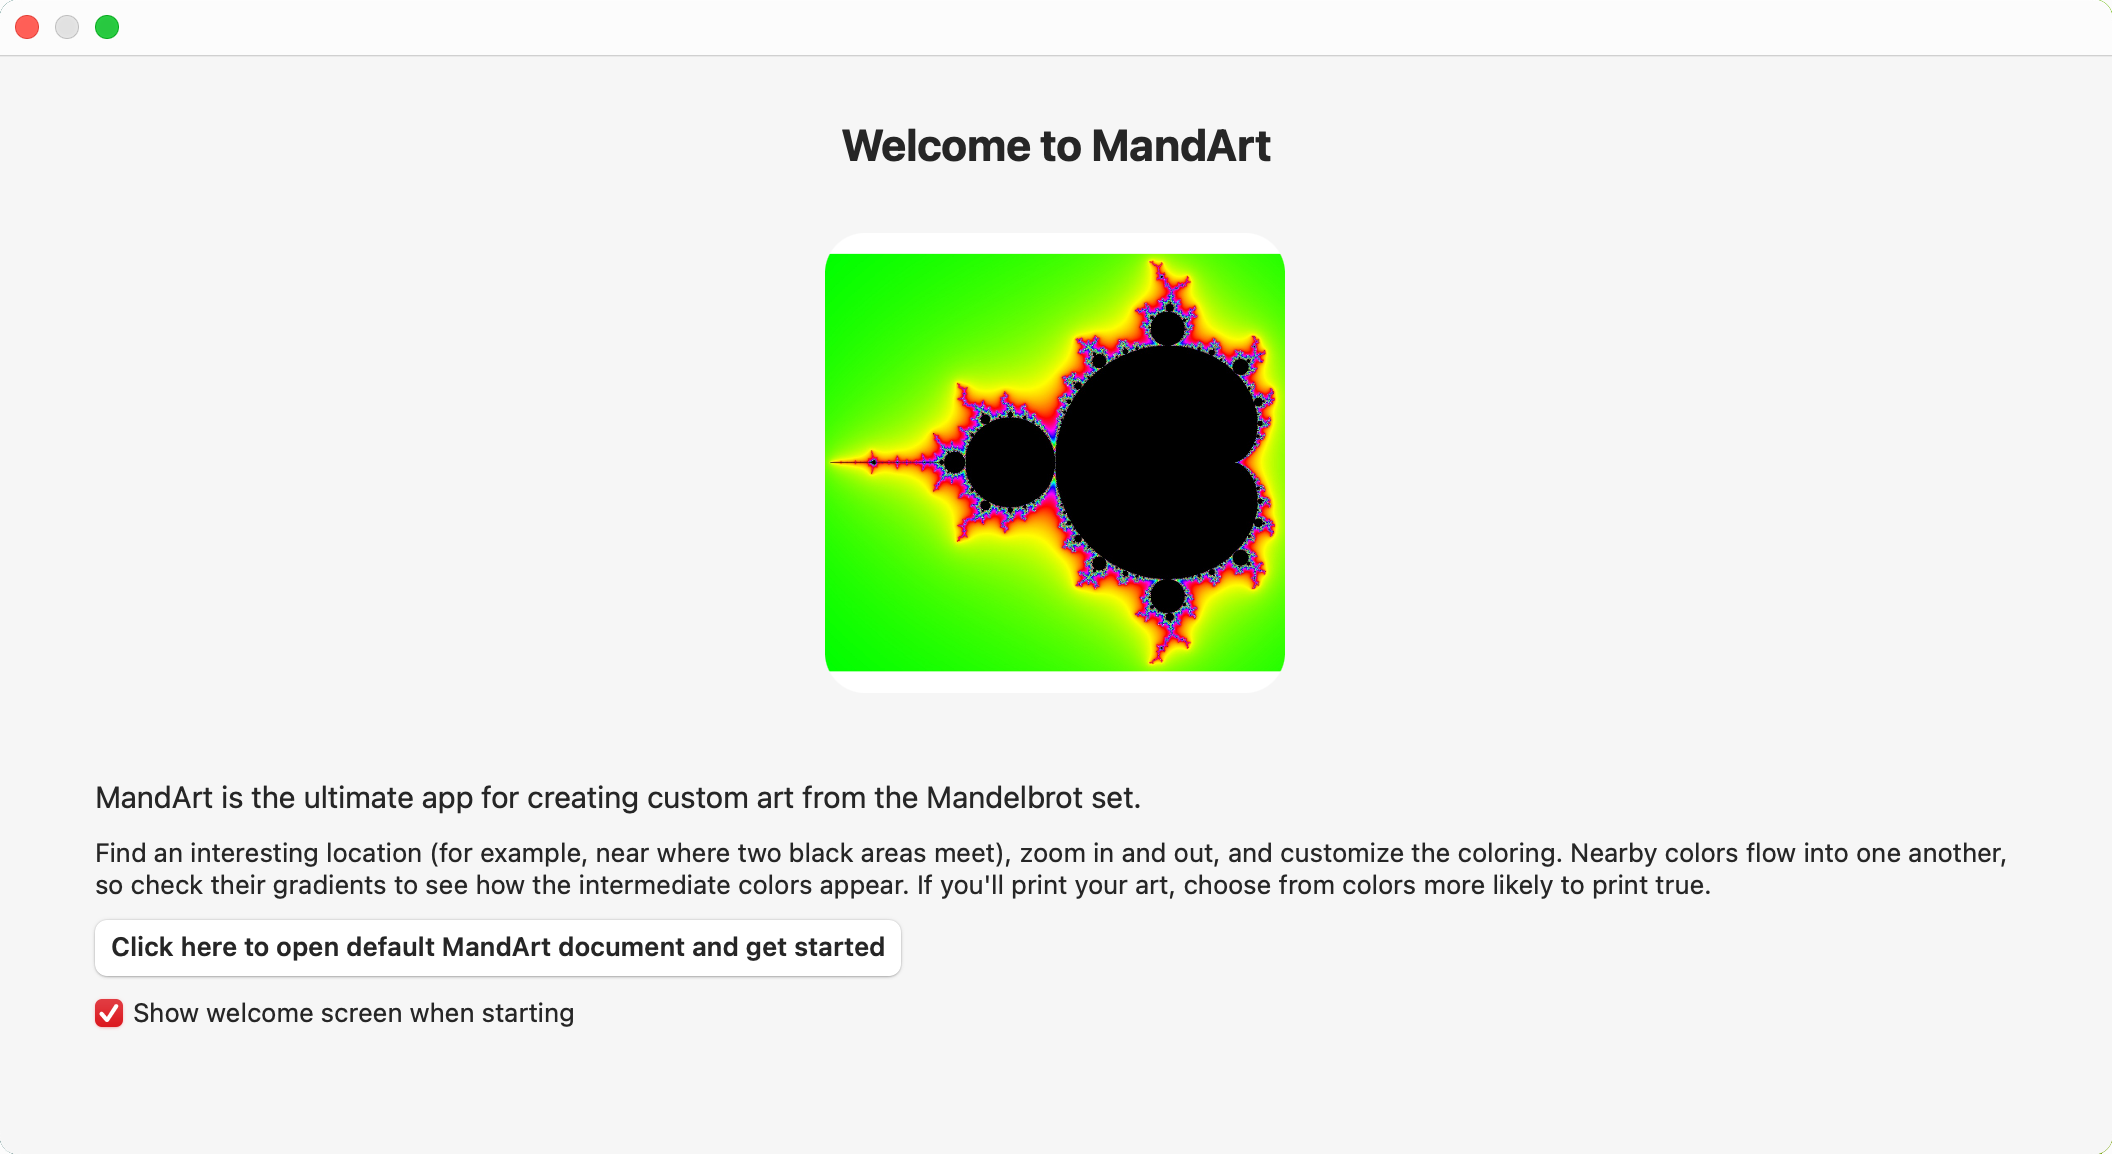 Welcome to MandArt
MandArt is the ultimate app for creating custom art from the Mandelbrot set.
Find an interesting location (for example, near where two black areas meet), zoom in and out, and customize the coloring. Nearby colors flow into one another,
so check their gradients to see how the intermediate colors appear. If you'll print your art, choose from colors more likely to print true.
Click here to open default MandArt document and get started
Show welcome screen when starting